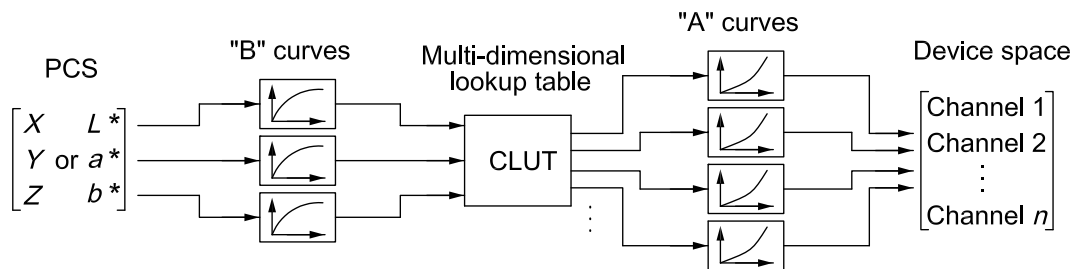 PCS
"B" curves
Multi-dimensional
lookup table
"A" curves
Device space
X L*
Y or a*
Z b*
CLUT
Channel 1
Channel 2
⋮
Channel n